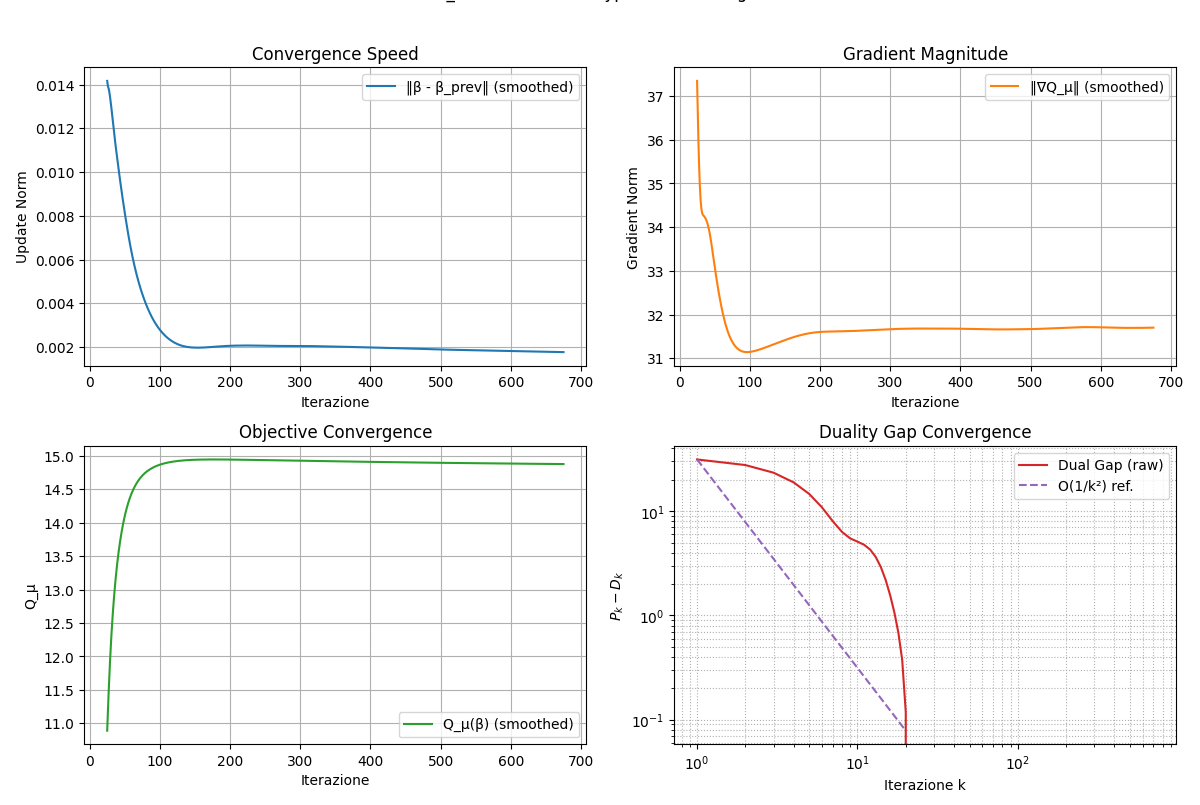 Convergence Speed
0.014
0.012
0.010
0.008
0.006
0.004
0.002
Update Norm
‖β - β_prev‖ (smoothed)
0 100 200 300 400 500 600 700
Iterazione
Gradient Magnitude
37
36
35
34
33
32
31
Gradient Norm
‖∇Q_μ‖ (smoothed)
0 100 200 300 400 500 600 700
Iterazione
Objective Convergence
15.0
14.5
14.0
13.5
13.0
12.5
12.0
11.5
11.0
Q_μ
Q_μ(β) (smoothed)
0 100 200 300 400 500 600 700
Iterazione
Duality Gap Convergence
10¹
10⁰
10⁻¹
Pₖ − Dₖ
Dual Gap (raw)
O(1/k²) ref.
10⁰ 10¹ 10²
Iterazione k